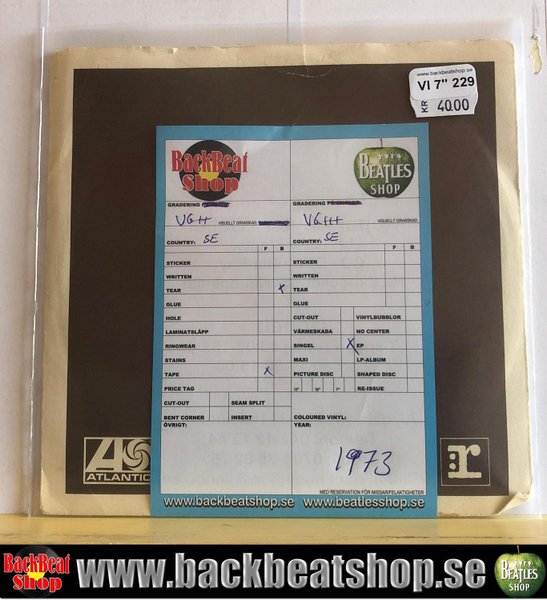 www.backbeatshop.se
VI 7" 229
KR 40.00
BackBeat
Shop
BEATLES
SHOP
GRADERING
GRADERING
VG++ VISUELLT GRANSKAD
VG++ VISUELLT GRANSKAD
COUNTRY: SE
COUNTRY: SE
F B
F B
STICKER
STICKER
WRITTEN
WRITTEN
TEAR x
TEAR
GLUE
GLUE
HOLE
CUT-OUT VINYLBUBBLOR
LAMINATSLÄPP
VÄRMESKADA NO CENTER
RINGWEAR
SINGEL X EP
STAINS
MAXI LP-ALBUM
TAPE x
PICTURE DISC SHAPED DISC
PRICE TAG
12" 10" 7" RE-ISSUE
CUT-OUT SEAM SPLIT
BENT CORNER INSERT
COLOURED VINYL:
ÖVRIGT:
YEAR:
1973
MED RESERVATION FÖR MISSAR/FELAKTIGHETER
www.backbeatshop.se www.beatlesshop.se
ATLANTIC
r
BackBeat
Shop
www.backbeatshop.se
BEATLES
SHOP